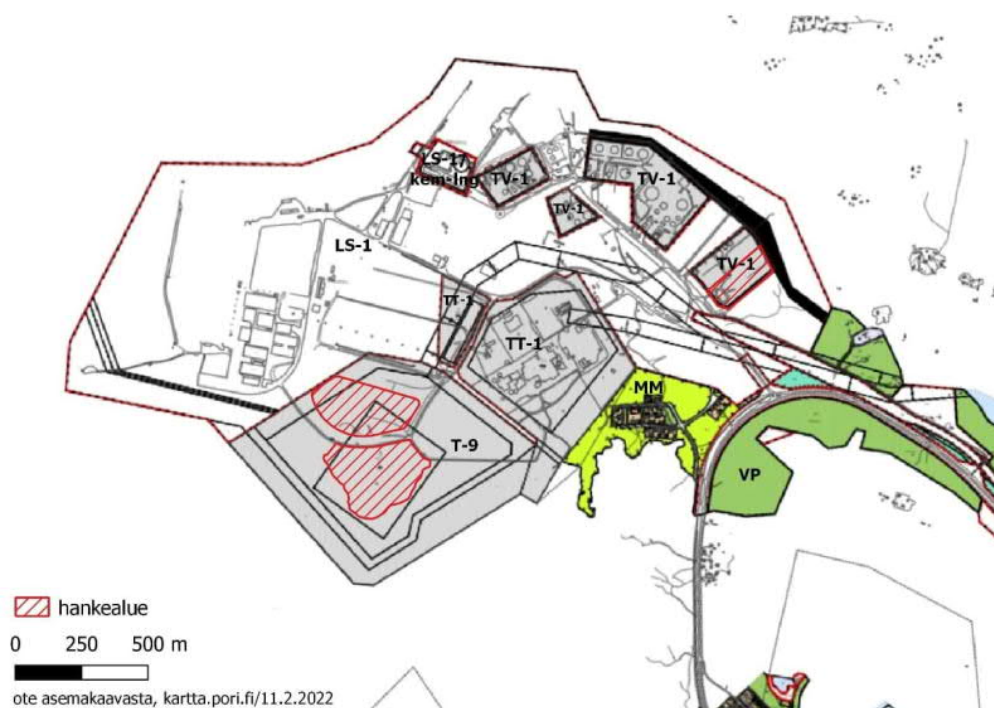 LS-17
kem-lng
TV-1
TV-1
TV-1
TV-1
LS-1
TT-1
TT-1
MM
T-9
VP
hankealue
0 250 500 m
ote asemakaavasta, kartta.pori.fi/11.2.2022